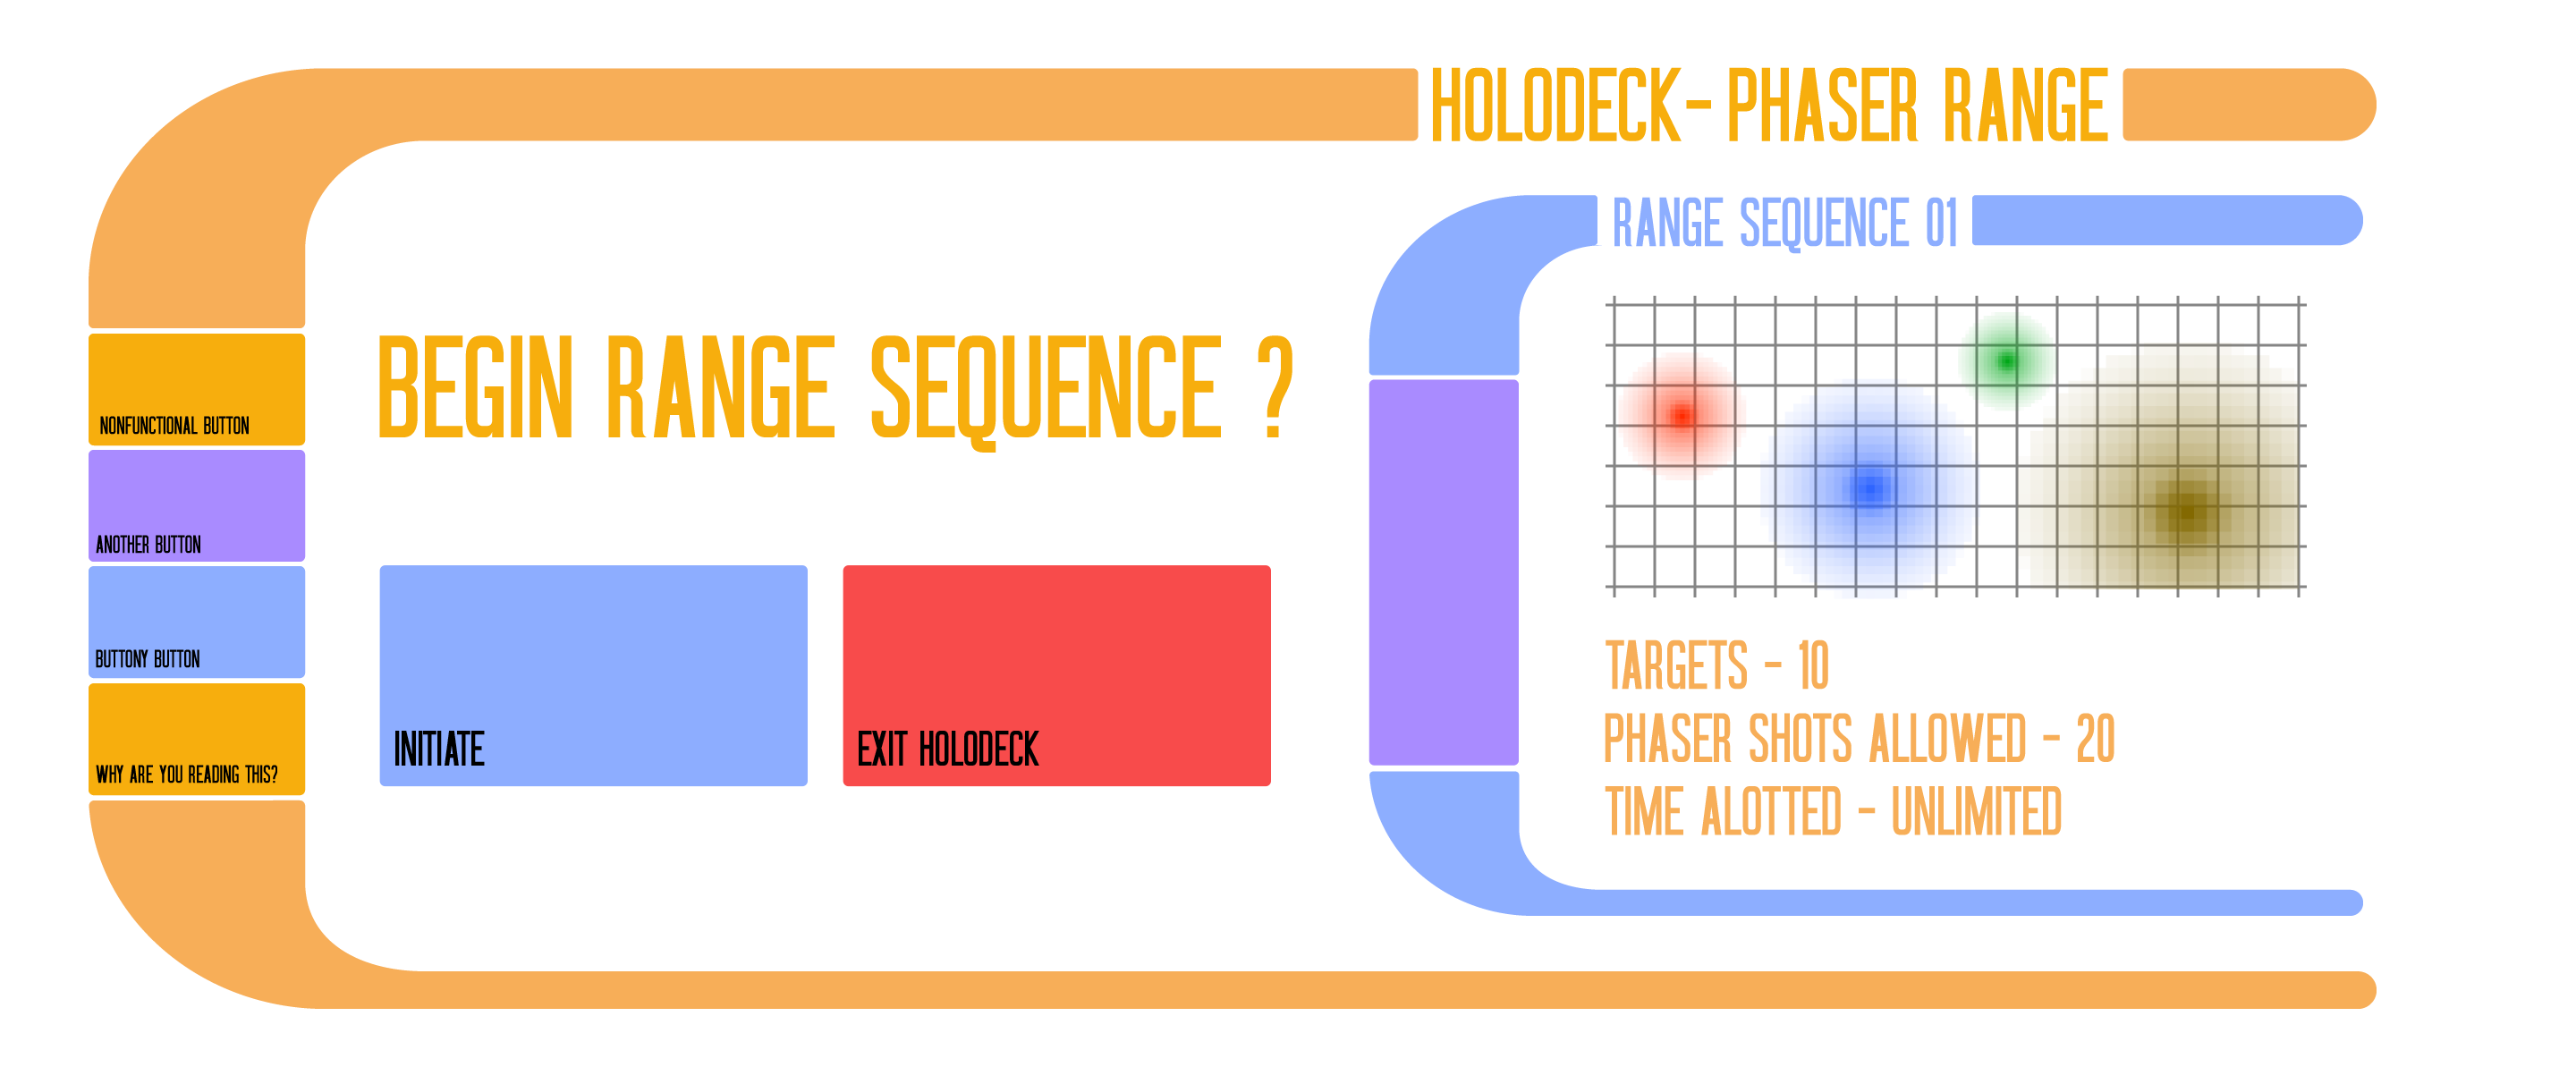 HOLODECK- PHASER RANGE
RANGE SEQUENCE 01
BEGIN RANGE SEQUENCE ?
NONFUNCTIONAL BUTTON
ANOTHER BUTTON
BUTTONY BUTTON
WHY ARE YOU READING THIS?
INITIATE
EXIT HOLODECK
TARGETS - 10
PHASER SHOTS ALLOWED - 20
TIME ALOTTED - UNLIMITED